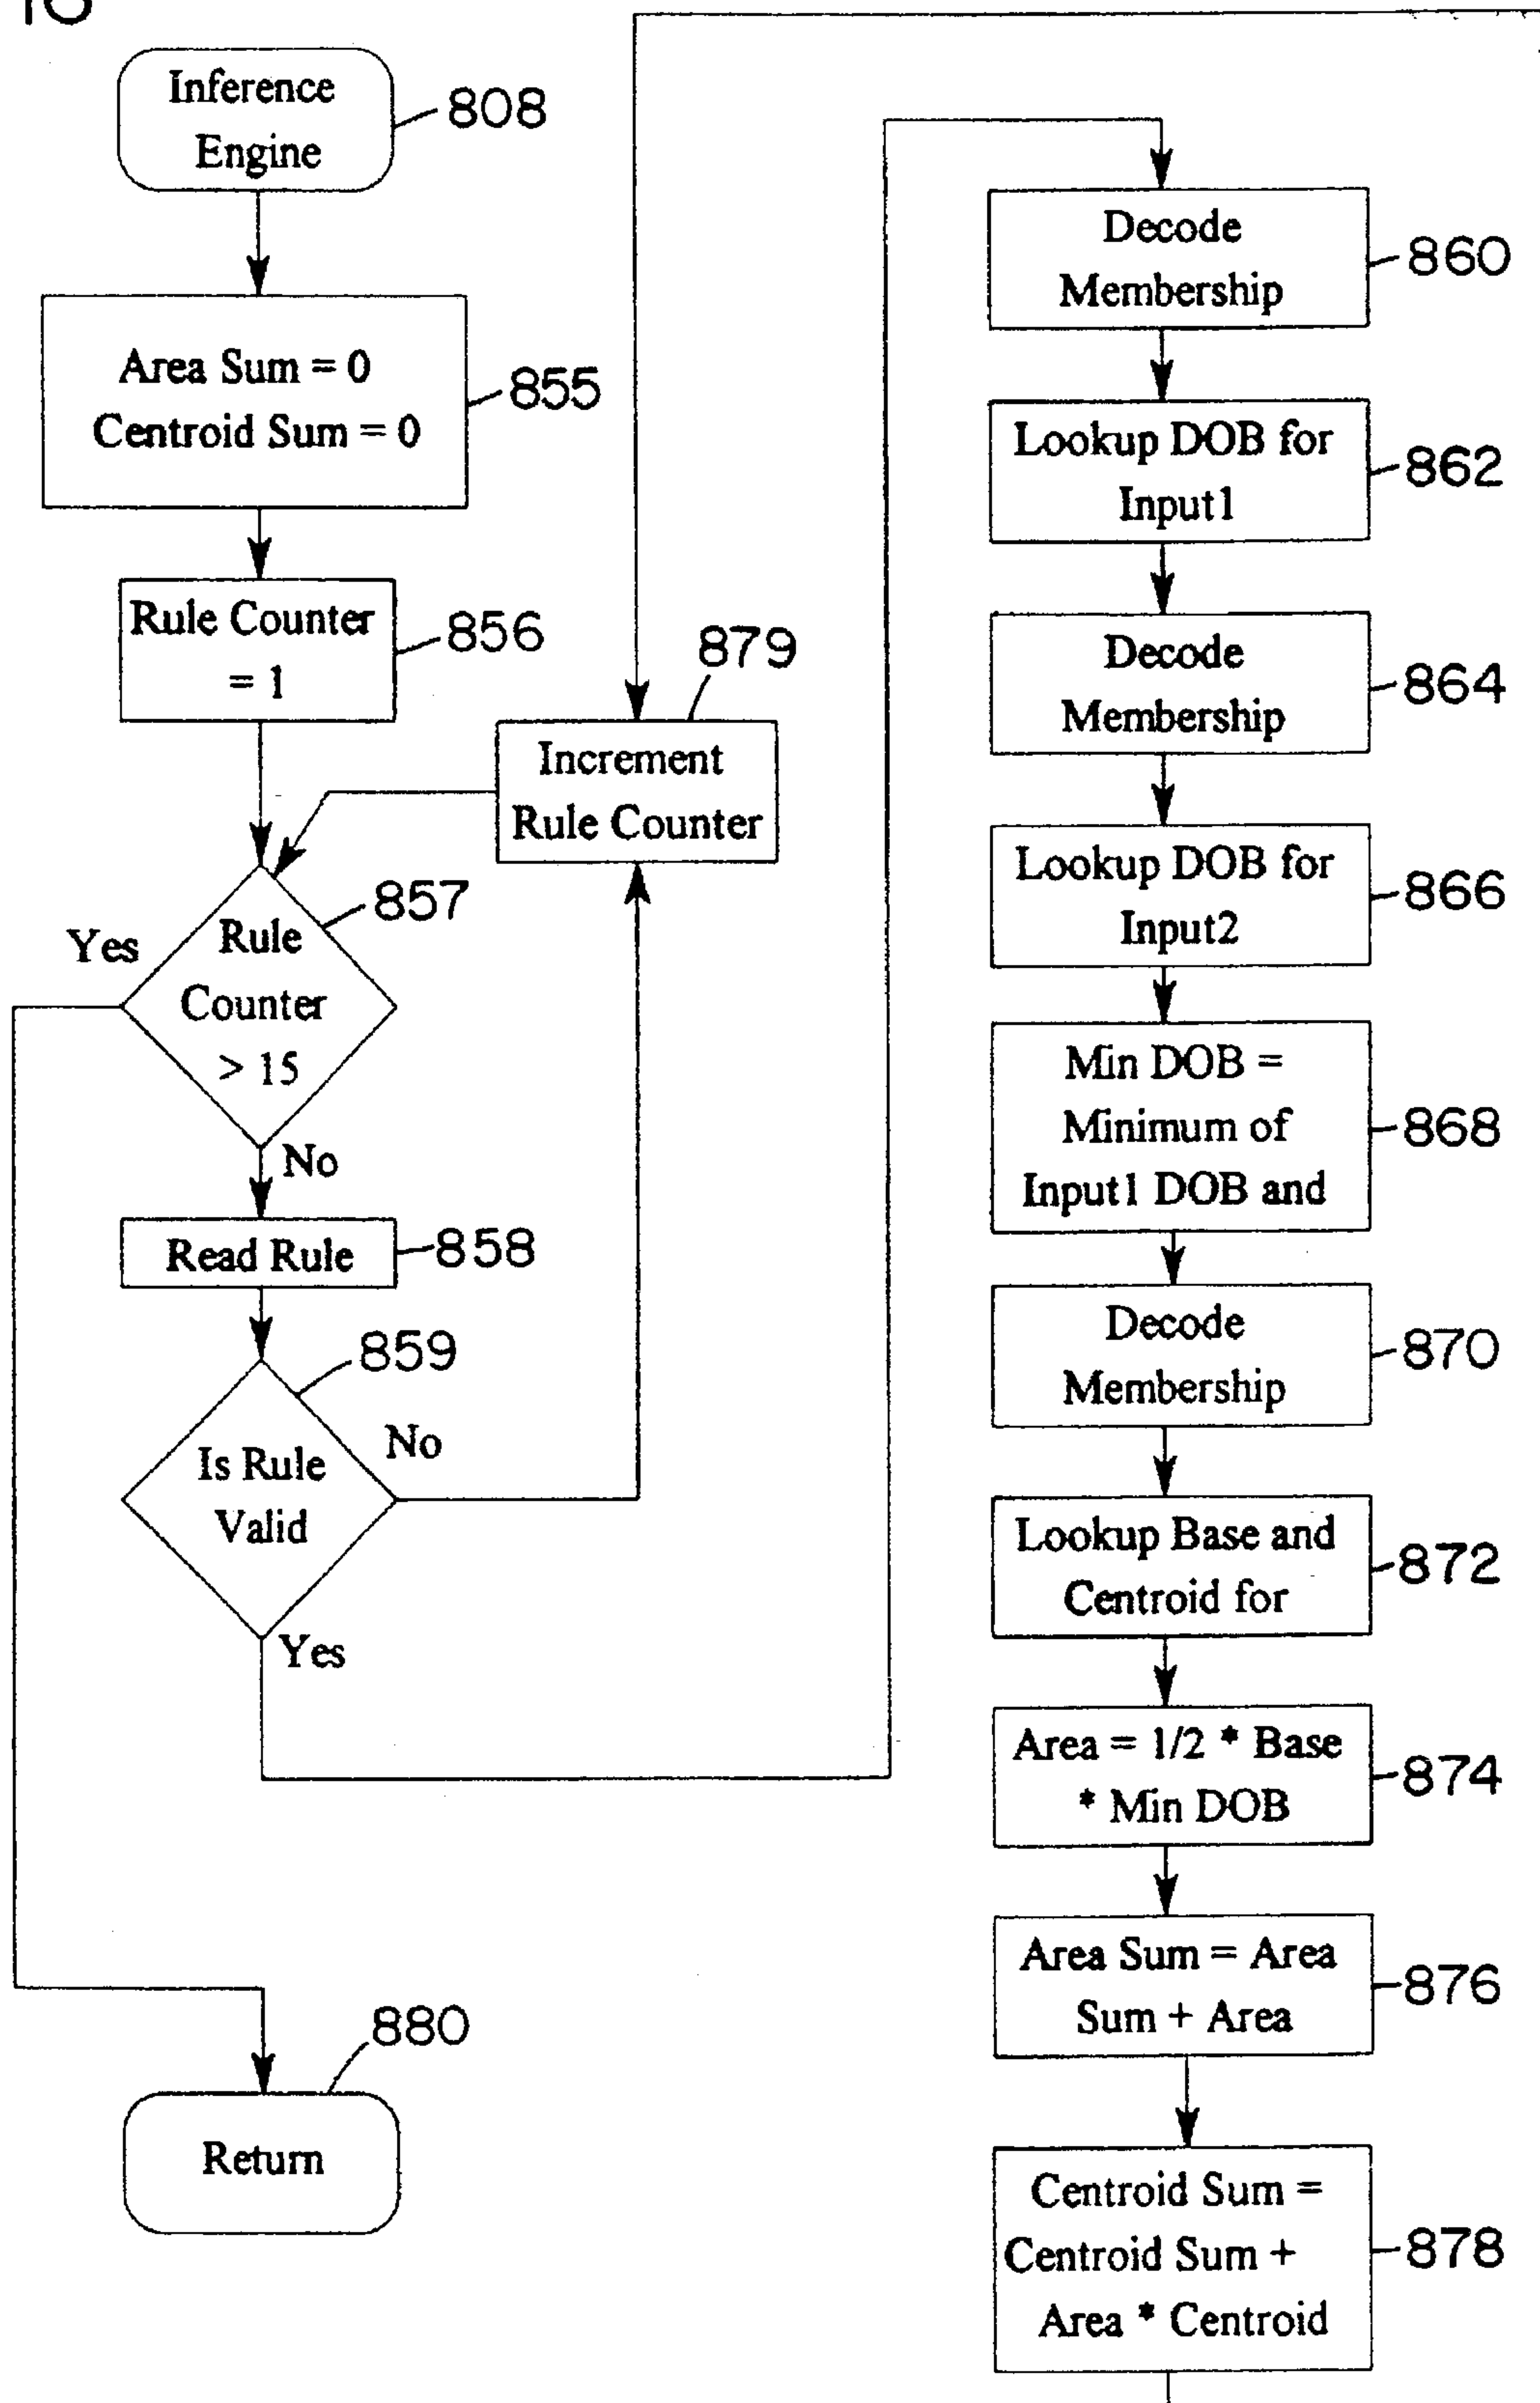 Inference
Engine
808
Area Sum = 0
Centroid Sum = 0
855
Rule Counter
= 1
856
879
Increment
Rule Counter
857
Yes
Rule
Counter
> 15
No
Read Rule
858
859
Is Rule
Valid
No
Yes
880
Return
Decode
Membership
860
Lookup DOB for
Input1
862
Decode
Membership
864
Lookup DOB for
Input2
866
Min DOB =
Minimum of
Input1 DOB and
868
Decode
Membership
870
Lookup Base and
Centroid for
872
Area = 1/2 * Base
* Min DOB
874
Area Sum = Area
Sum + Area
876
Centroid Sum =
Centroid Sum +
Area * Centroid
878